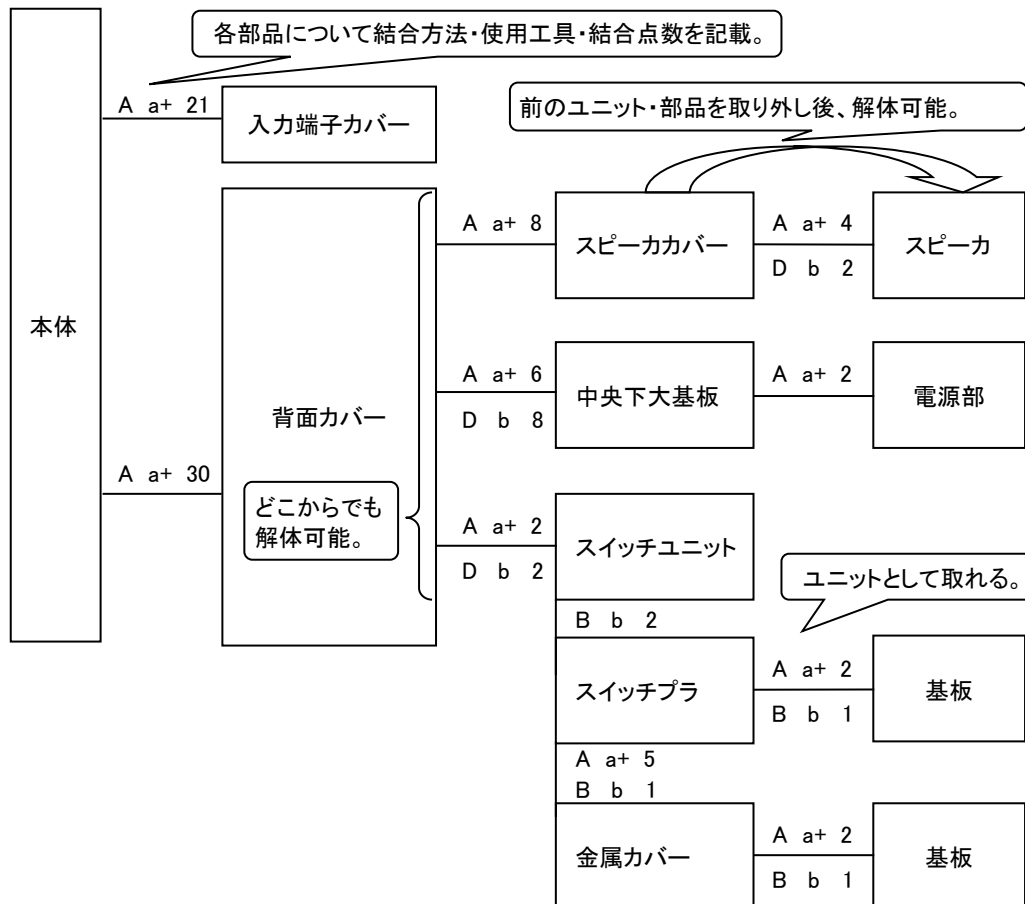 各部品について結合方法・使用工具・結合点数を記載。
A a+ 21
入力端子カバー
前のユニット・部品を取り外し後、解体可能。
A a+ 8
スピーカカバー
A a+ 4
D b 2
スピーカ
本体
A a+ 6
D b 8
中央下大基板
A a+ 2
電源部
背面カバー
A a+ 30
どこからでも
解体可能。
A a+ 2
D b 2
スイッチユニット
ユニットとして取れる。
B b 2
スイッチプラ
A a+ 2
B b 1
基板
A a+ 5
B b 1
金属カバー
A a+ 2
B b 1
基板